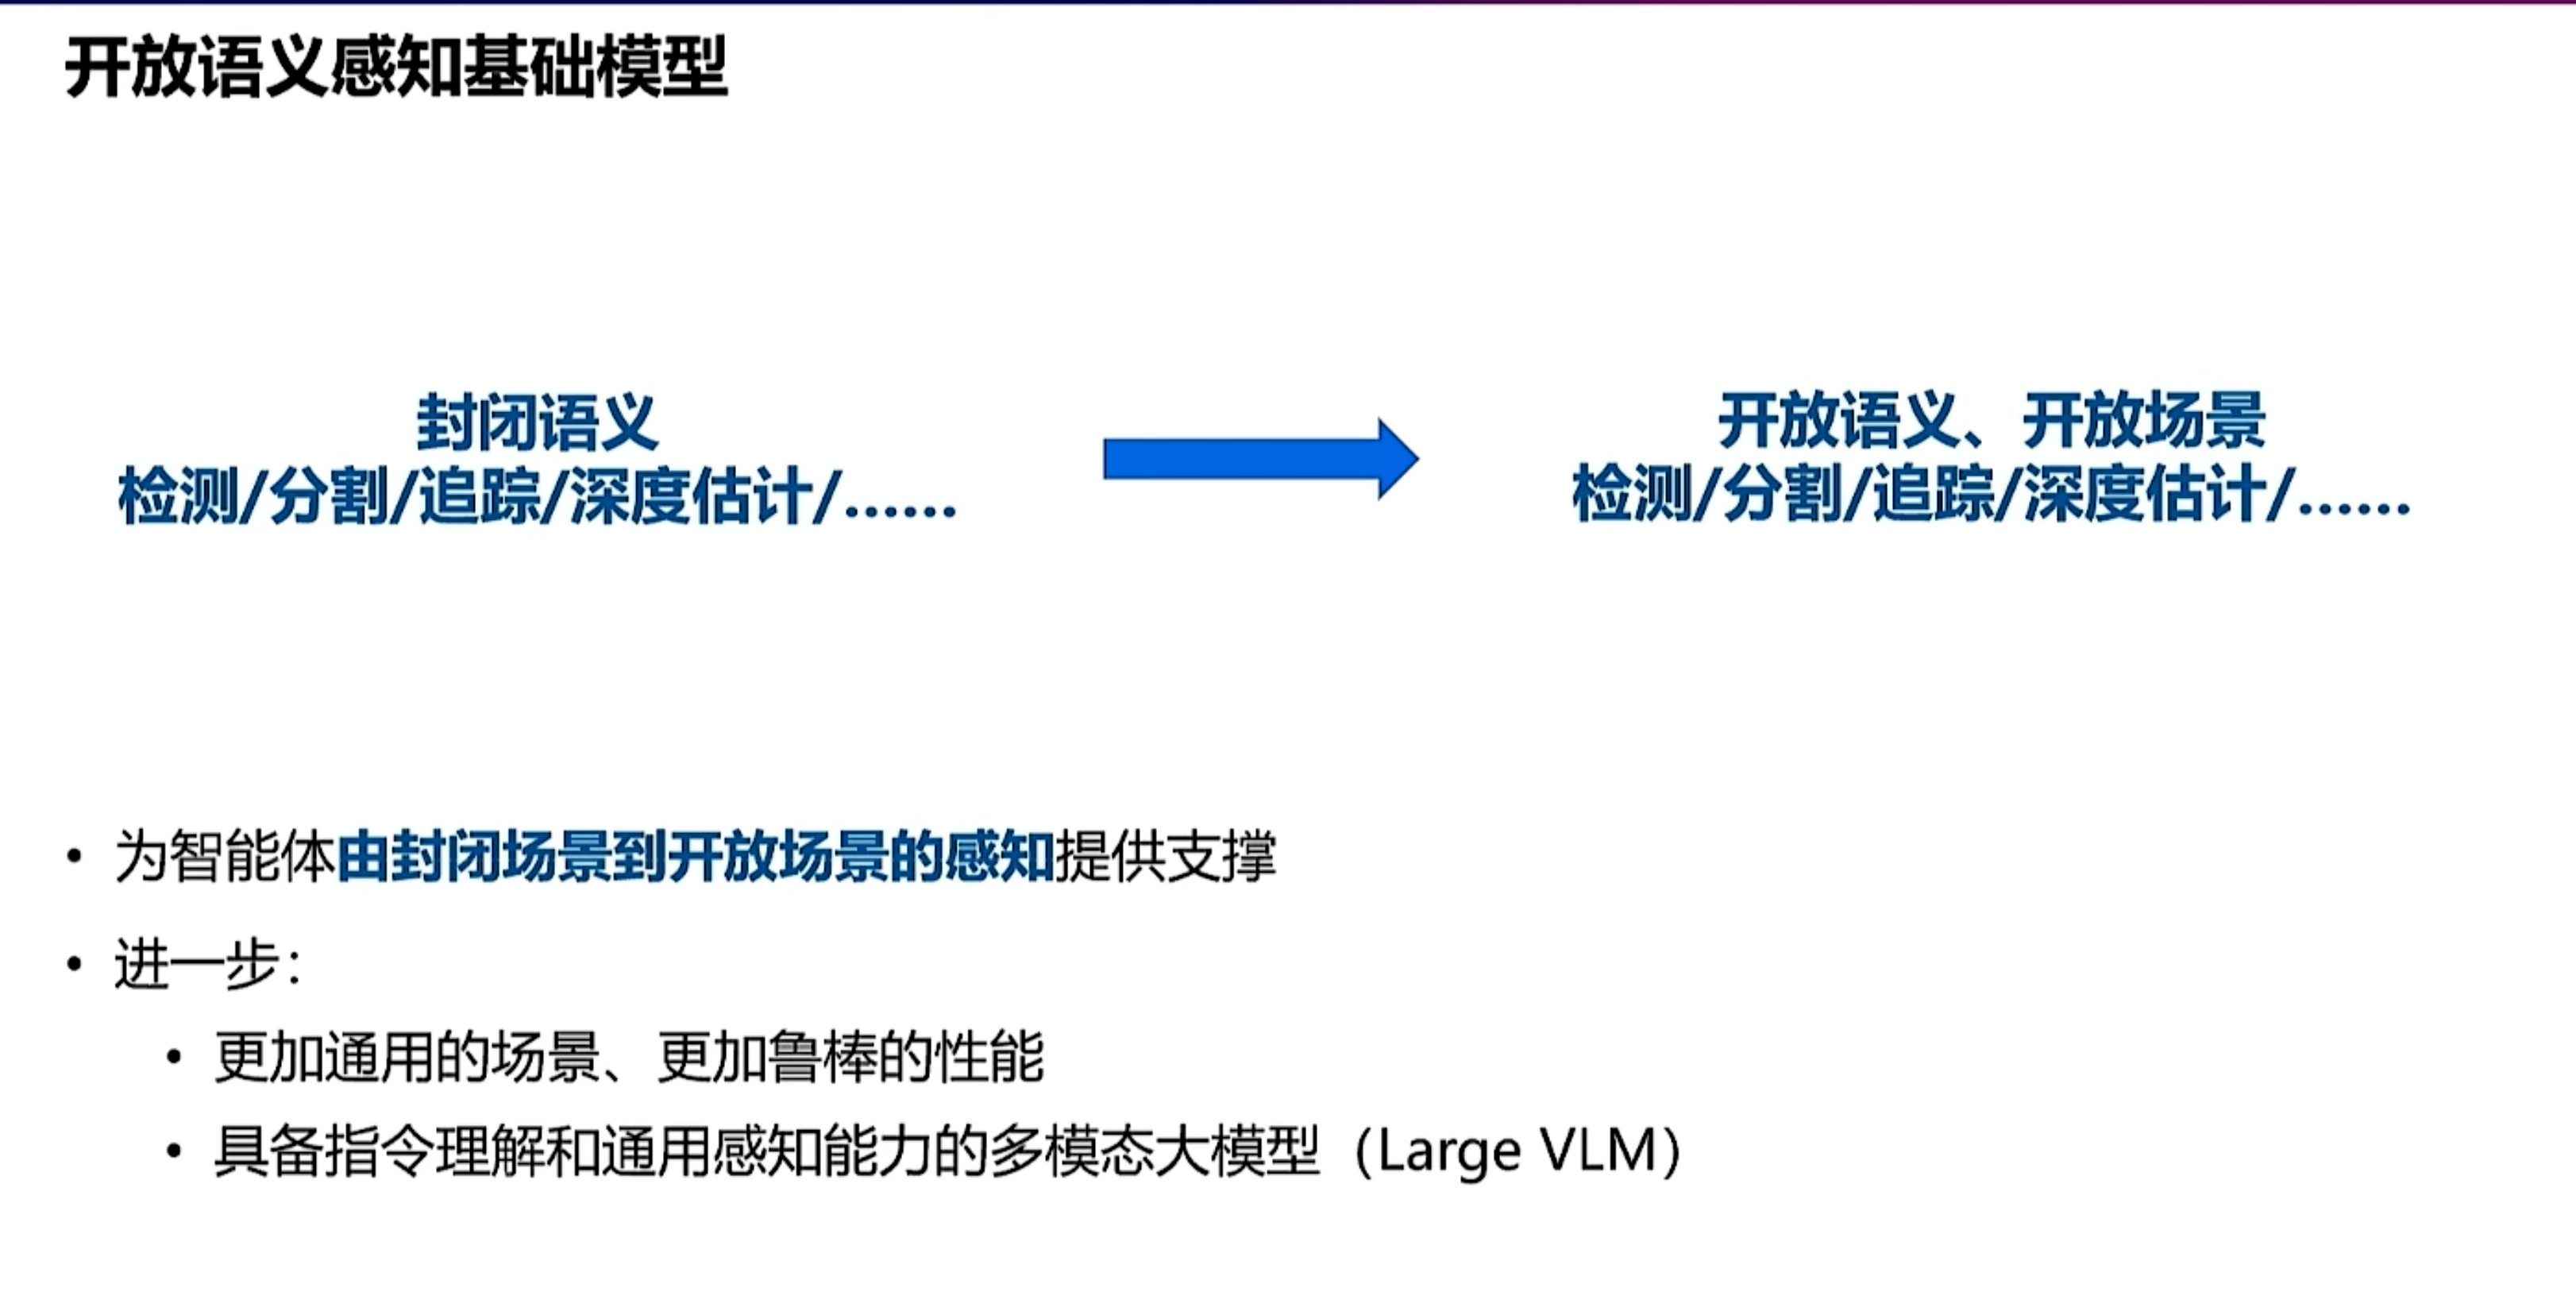 开放语义感知基础模型
封闭语义
检测/分割/追踪/深度估计/……
开放语义、开放场景
检测/分割/追踪/深度估计/……
• 为智能体由封闭场景到开放场景的感知提供支撑
• 进一步：
• 更加通用的场景、更加鲁棒的性能
• 具备指令理解和通用感知能力的多模态大模型（Large VLM）